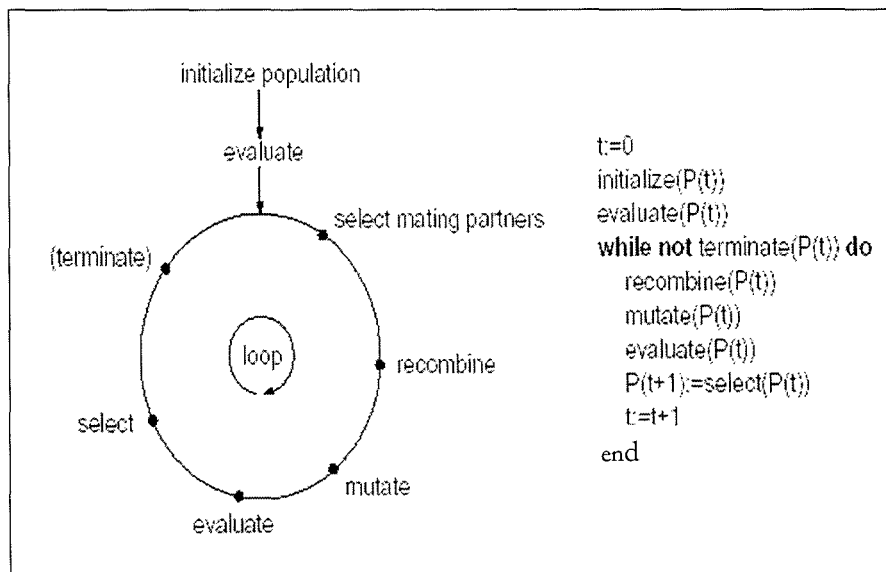 initialize population
evaluate
select mating partners
(terminate)
loop
recombine
select
mutate
evaluate
t:=0
initialize(P(t))
evaluate(P(t))
while not terminate(P(t)) do
recombine(P(t))
mutate(P(t))
evaluate(P(t))
P(t+1):=select(P(t))
t:=t+1
end